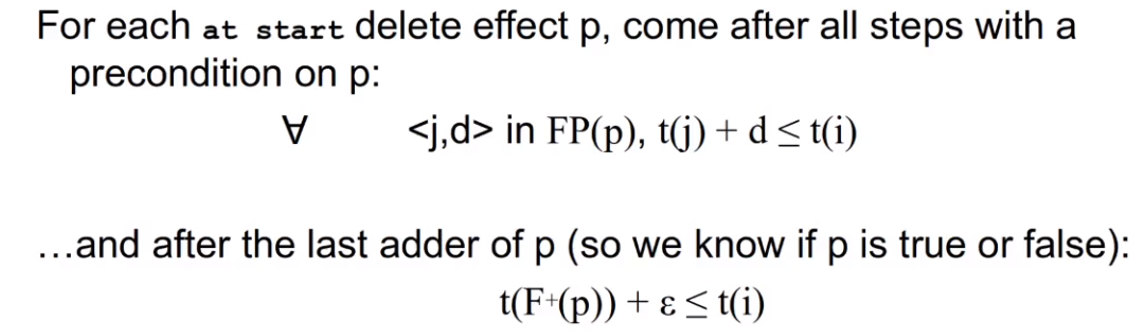 For each at start delete effect p, come after all steps with a
precondition on p:
∀ <j,d> in FP(p), t(j) + d ≤ t(i)
…and after the last adder of p (so we know if p is true or false):
t(F⁺(p)) + ε ≤ t(i)